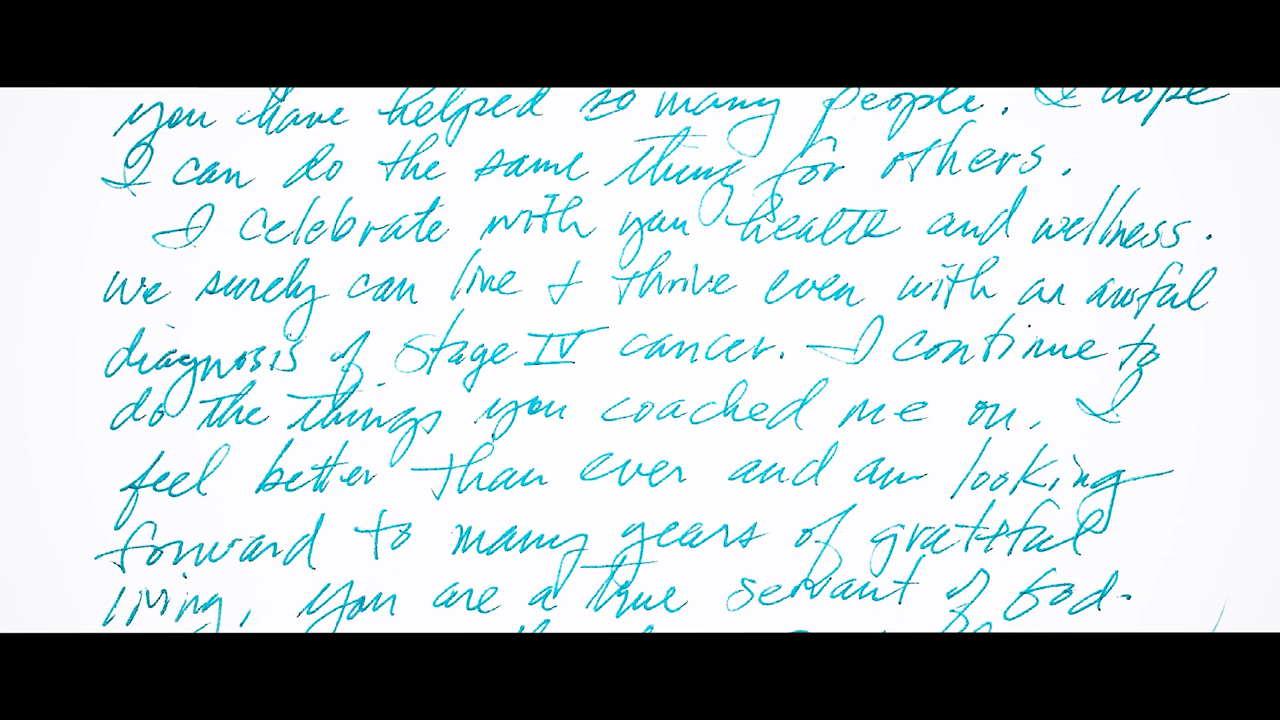 you have helped so many people. I hope
I can do the same thing for others.
I celebrate with you health and wellness.
we surely can live & thrive even with an awful
diagnosis of Stage IV cancer. I continue to
do the things you coached me on. I
feel better than ever and am looking
forward to many years of grateful
living, you are a true servant of God.